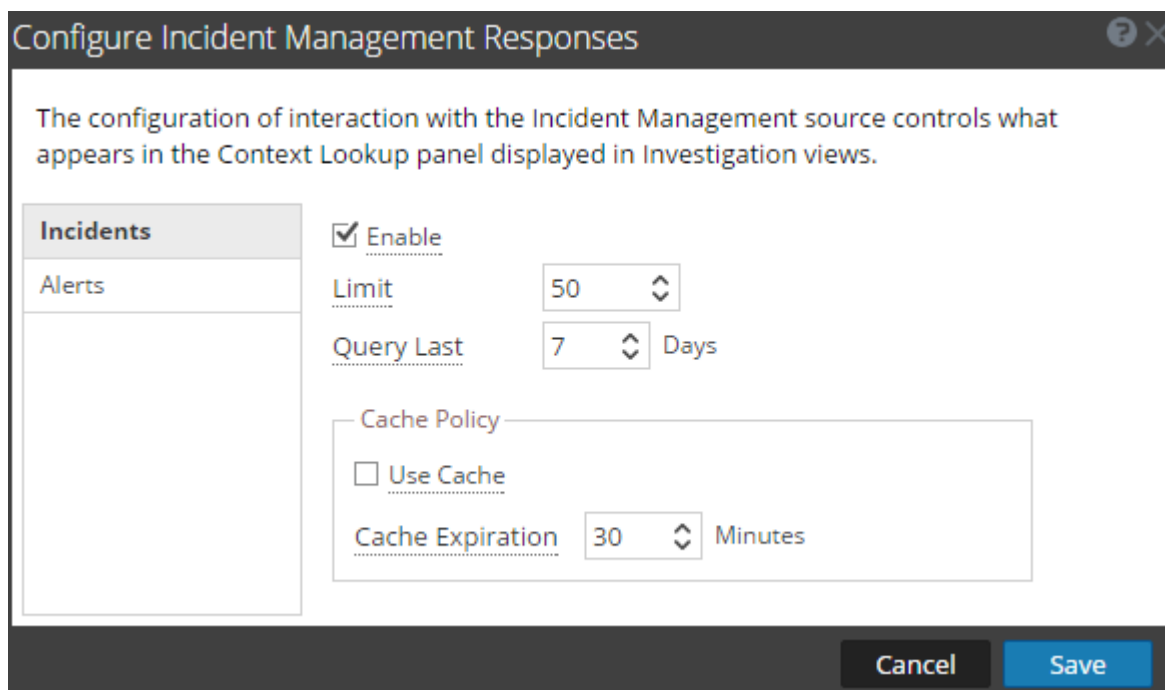 Configure Incident Management Responses
The configuration of interaction with the Incident Management source controls what
appears in the Context Lookup panel displayed in Investigation views.
Incidents
Alerts
Enable
Limit 50
Query Last 7 Days
Cache Policy
Use Cache
Cache Expiration 30 Minutes
Cancel Save